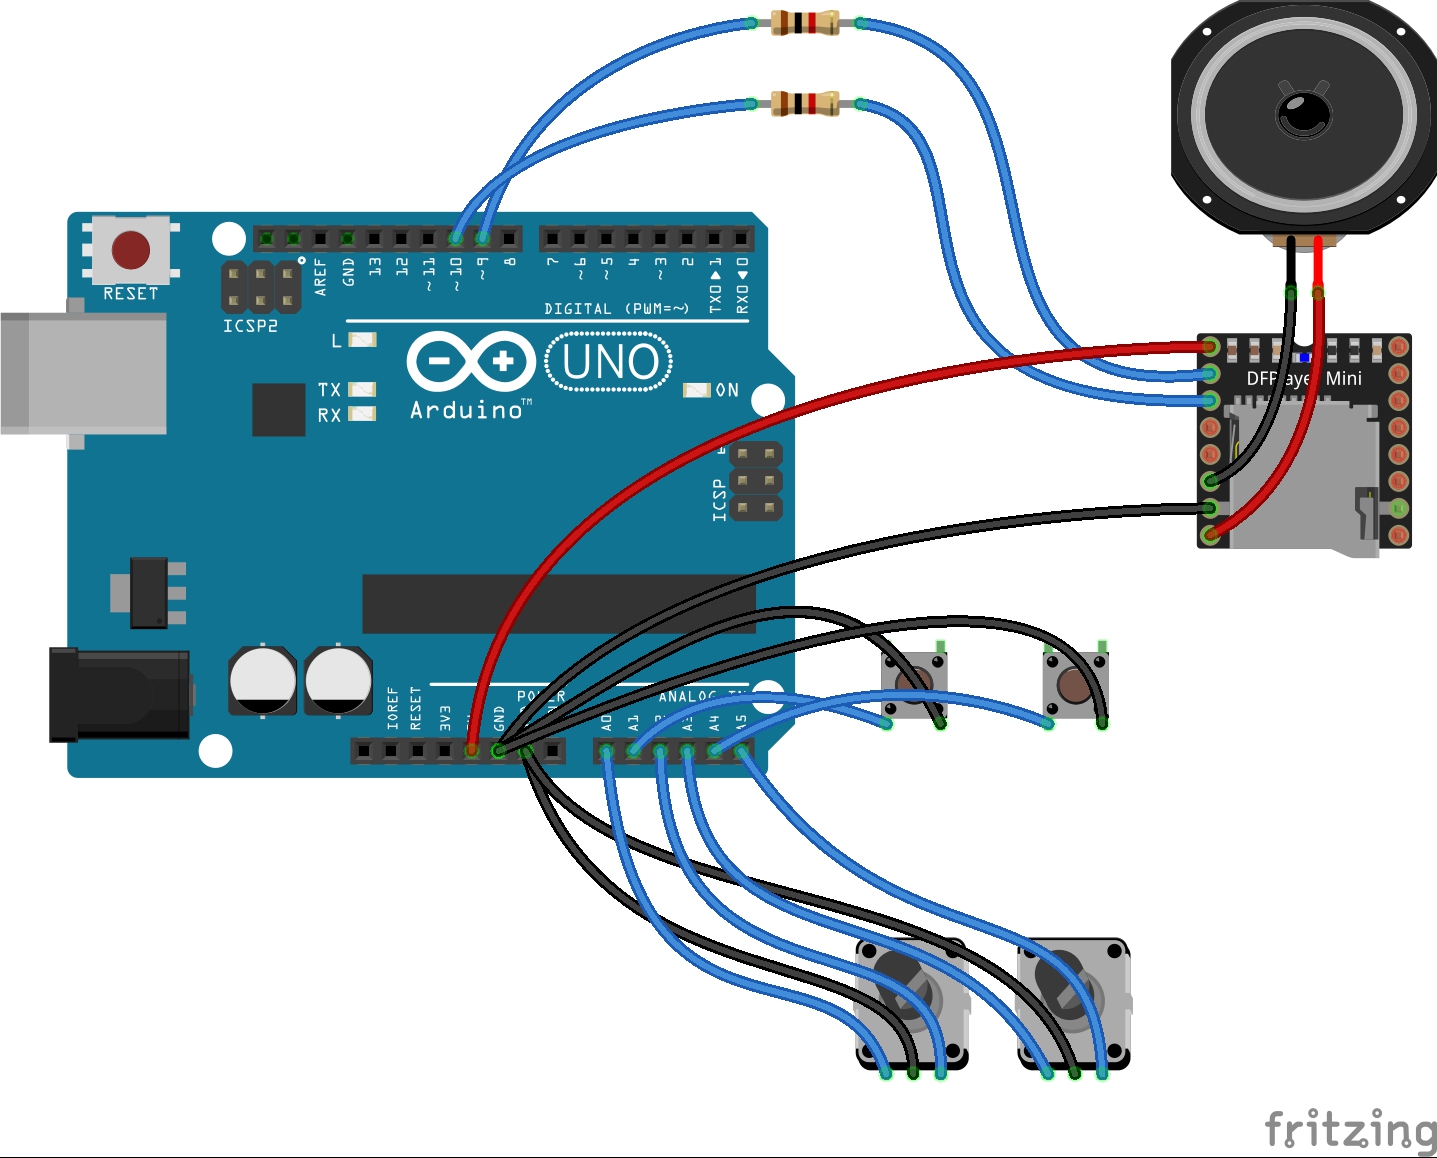 RESET
ICSP2
AREF
GND
13
12
~11
~10
~9
8
7
~6
~5
4
~3
2
TX0▶1
RX0◀0
DIGITAL (PWM=~)
L
TX
RX
UNO
Arduino™
ON
DFPlayer Mini
ICSP
IOREF
RESET
3V3
GND
POWER
ANALOG IN
A0
A1
A3
A4
A5
fritzing